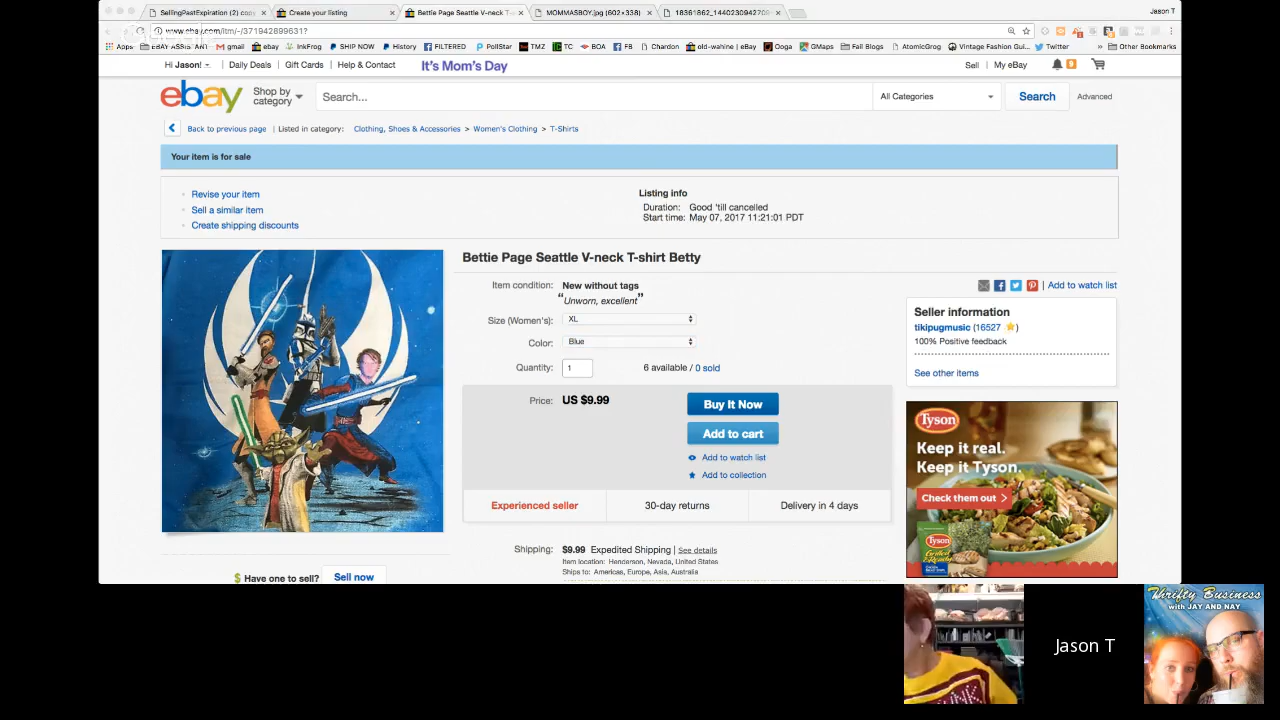 SellingPastExpiration (2) copy
Create your listing
Bettie Page Seattle V-neck T-
MOMMASBOY.jpg (602×338)
18361862_1440230942709
Jason T
www.ebay.com/itm/-/371942899631?
Apps
EBAY ASSIST
gmail
ebay
InkFrog
SHIP NOW
History
FILTERED
PollStar
TMZ
TC
BOA
FB
Chardon
old-wahine | eBay
Ooga
GMaps
Fall Blogs
AtomicGrog
Vintage Fashion Gui...
Twitter
Other Bookmarks
Hi Jason!
Daily Deals
Gift Cards
Help & Contact
It's Mom's Day
Sell
My eBay
9
ebay
Shop by category
Search...
All Categories
Search
Advanced
Back to previous page | Listed in category: Clothing, Shoes & Accessories > Women's Clothing > T-Shirts
Your item is for sale
Revise your item
Sell a similar item
Create shipping discounts
Listing info
Duration: Good 'till cancelled
Start time: May 07, 2017 11:21:01 PDT
Bettie Page Seattle V-neck T-shirt Betty
Item condition: New without tags
"Unworn, excellent"
Size (Women's): XL
Color: Blue
Quantity: 1 6 available / 0 sold
Price: US $9.99
Buy It Now
Add to cart
Add to watch list
Add to collection
Experienced seller
30-day returns
Delivery in 4 days
Shipping: $9.99 Expedited Shipping | See details
Item location: Henderson, Nevada, United States
Ships to: Americas, Europe, Asia, Australia
Have one to sell? Sell now
| Add to watch list
Seller information
tikipugmusic (16527)
100% Positive feedback
See other items
Tyson
Keep it real.
Keep it Tyson.
Check them out >
Tyson
Grilled & Ready
Jason T
Thrifty Business
with JAY AND NAY